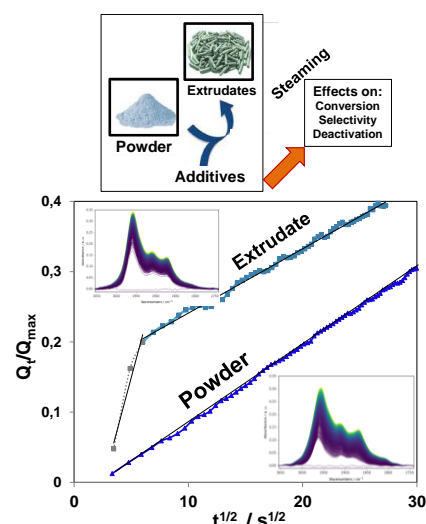 Extrudates
Powder
Additives
Steaming
Effects on:
Conversion
Selectivity
Deactivation
0,4
0,3
0,2
0,1
0
Qt/Qmax
Extrudate
Powder
0
10
20
30
t1/2 / s1/2